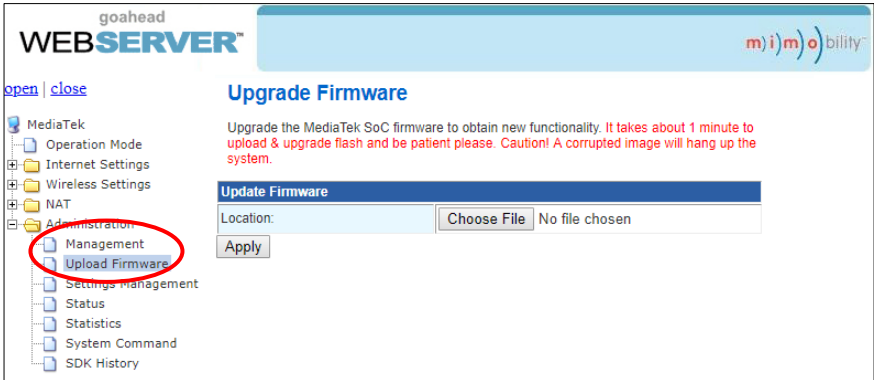 goahead
WEBSERVER™
m)i)m)o)bility™
open | close
MediaTek
Operation Mode
Internet Settings
Wireless Settings
NAT
Administration
Management
Upload Firmware
Settings Management
Status
Statistics
System Command
SDK History
Upgrade Firmware
Upgrade the MediaTek SoC firmware to obtain new functionality. It takes about 1 minute to
upload & upgrade flash and be patient please. Caution! A corrupted image will hang up the
system.
Update Firmware
Location: Choose File No file chosen
Apply